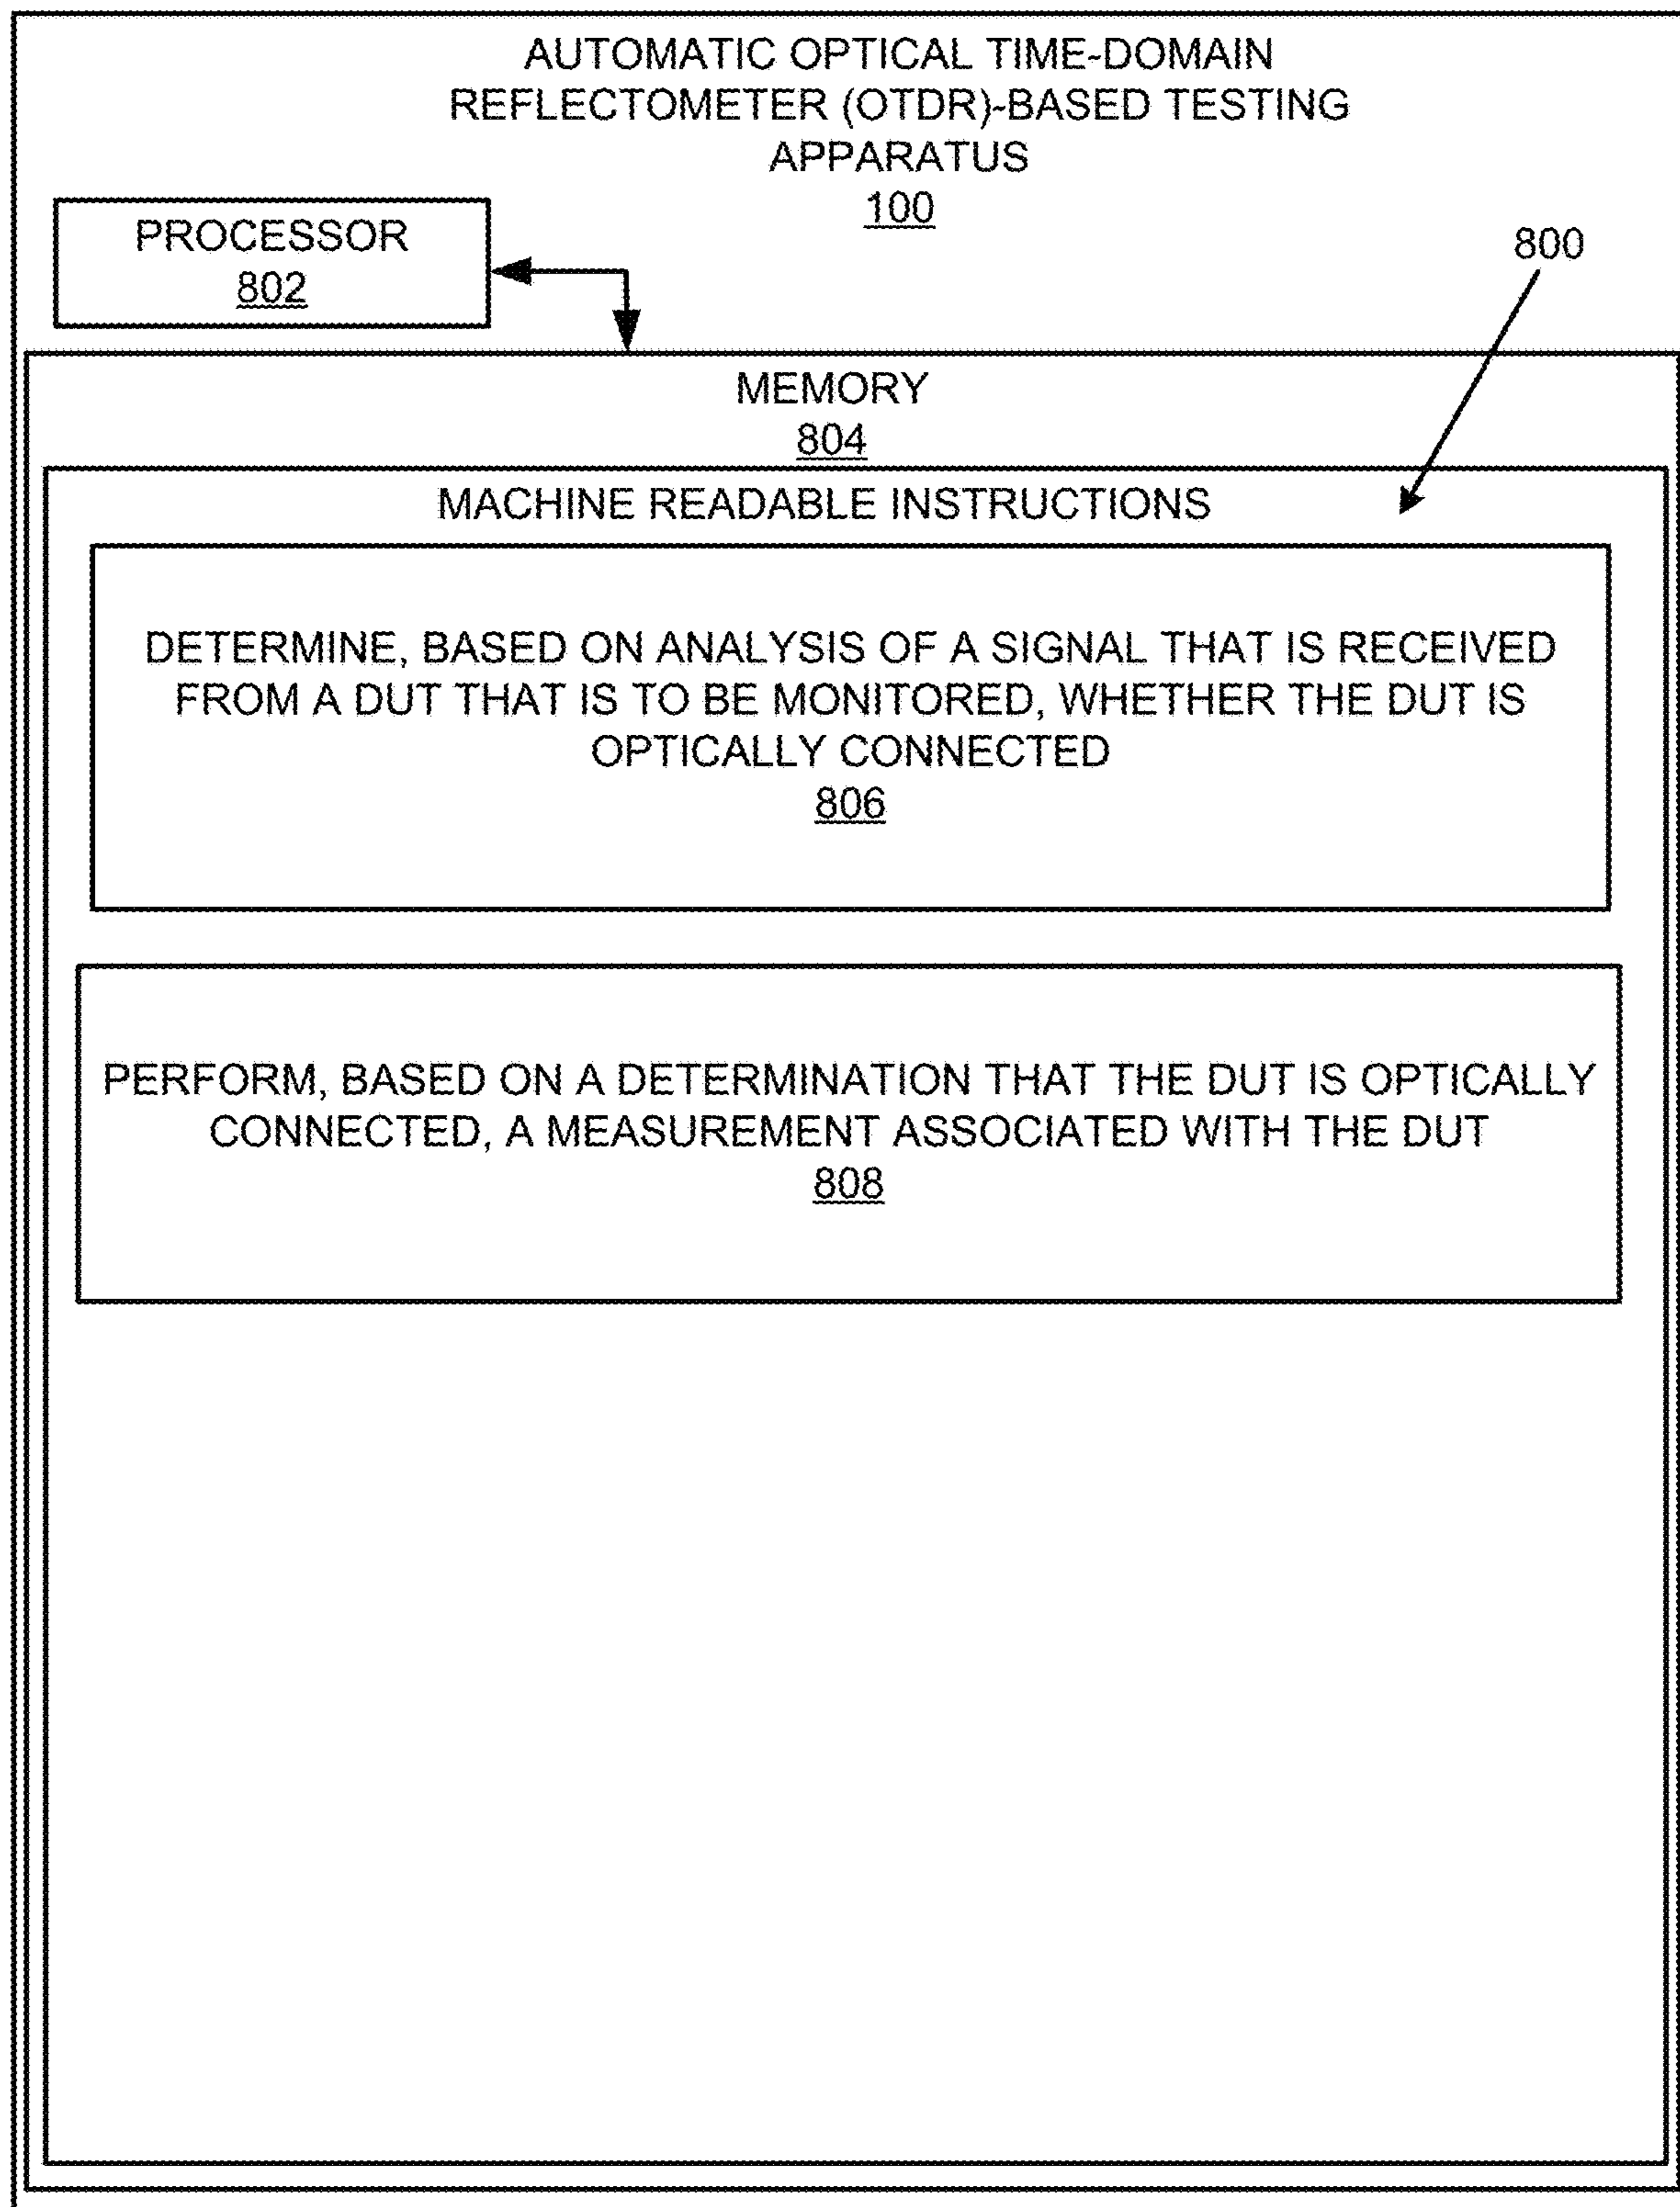 AUTOMATIC OPTICAL TIME-DOMAIN
REFLECTOMETER (OTDR)-BASED TESTING
APPARATUS
100
PROCESSOR
802
800
MEMORY
804
MACHINE READABLE INSTRUCTIONS
DETERMINE, BASED ON ANALYSIS OF A SIGNAL THAT IS RECEIVED
FROM A DUT THAT IS TO BE MONITORED, WHETHER THE DUT IS
OPTICALLY CONNECTED
806
PERFORM, BASED ON A DETERMINATION THAT THE DUT IS OPTICALLY
CONNECTED, A MEASUREMENT ASSOCIATED WITH THE DUT
808